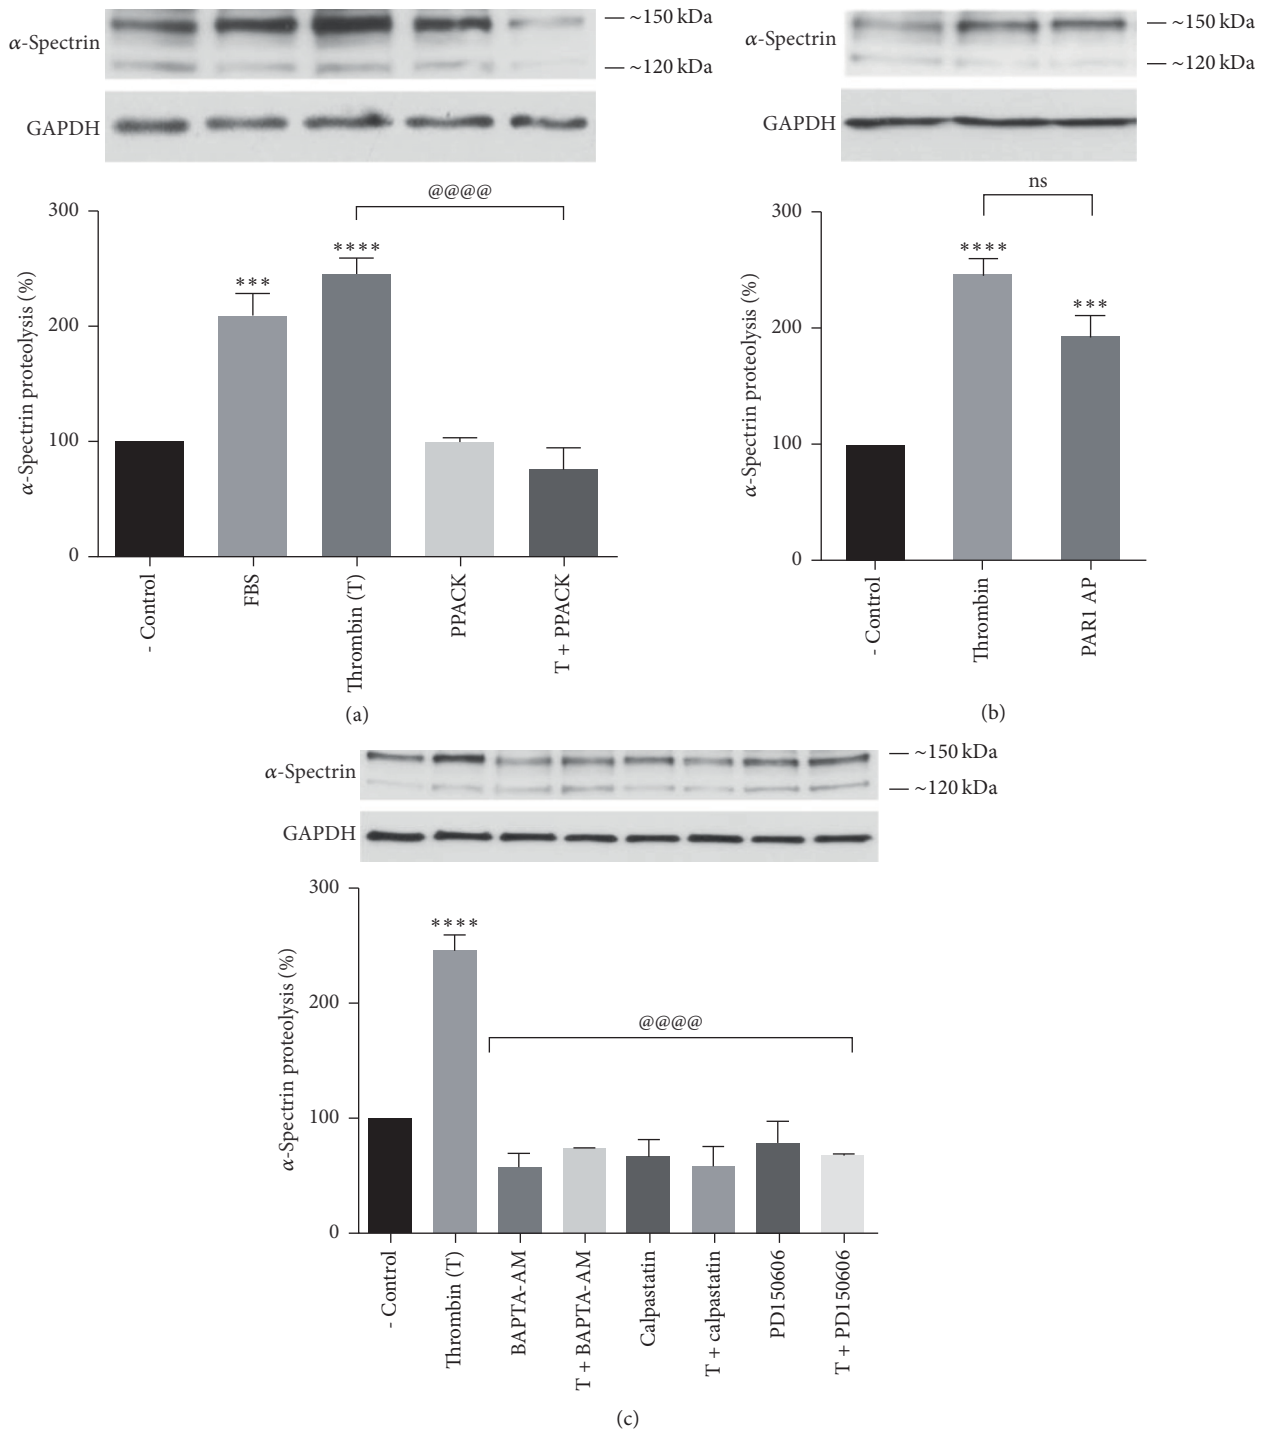 α-Spectrin
~150 kDa
~120 kDa
GAPDH
@@@@
300
200
100
0
α-Spectrin proteolysis (%)
***
****
- Control
FBS
Thrombin (T)
PPACK
T + PPACK
(a)
α-Spectrin
~150 kDa
~120 kDa
GAPDH
ns
300
200
100
0
α-Spectrin proteolysis (%)
****
***
- Control
Thrombin
PAR1 AP
(b)
α-Spectrin
~150 kDa
~120 kDa
GAPDH
300
200
100
0
α-Spectrin proteolysis (%)
****
@@@@
- Control
Thrombin (T)
BAPTA-AM
T + BAPTA-AM
Calpastatin
T + calpastatin
PD150606
T + PD150606
(c)